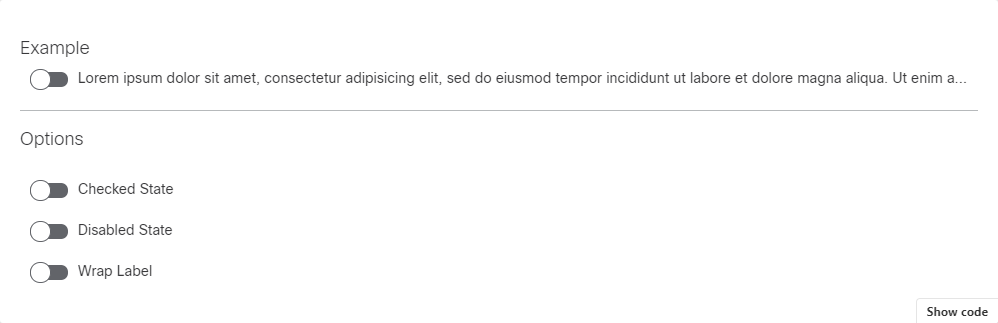 Example
Lorem ipsum dolor sit amet, consectetur adipisicing elit, sed do eiusmod tempor incididunt ut labore et dolore magna aliqua. Ut enim a...
Options
Checked State
Disabled State
Wrap Label
Show code